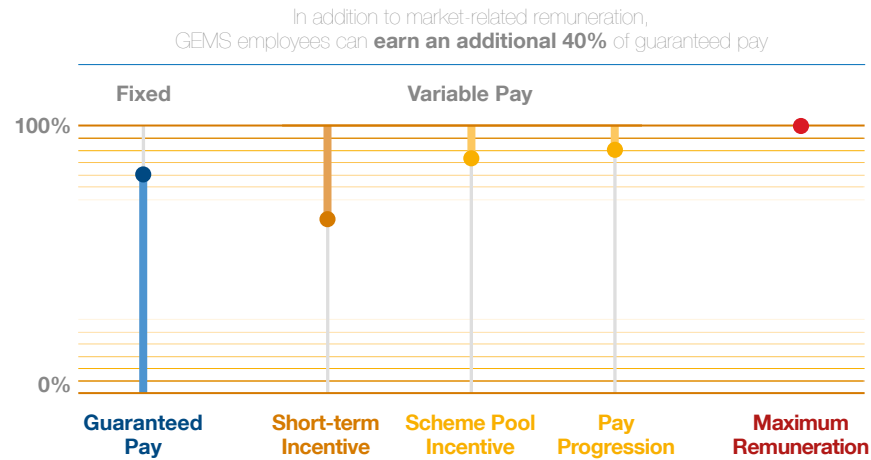 In addition to market-related remuneration,
GEMS employees can earn an additional 40% of guaranteed pay
Fixed
Variable Pay
100%
0%
Guaranteed
Pay
Short-term
Incentive
Scheme Pool
Incentive
Pay
Progression
Maximum
Remuneration